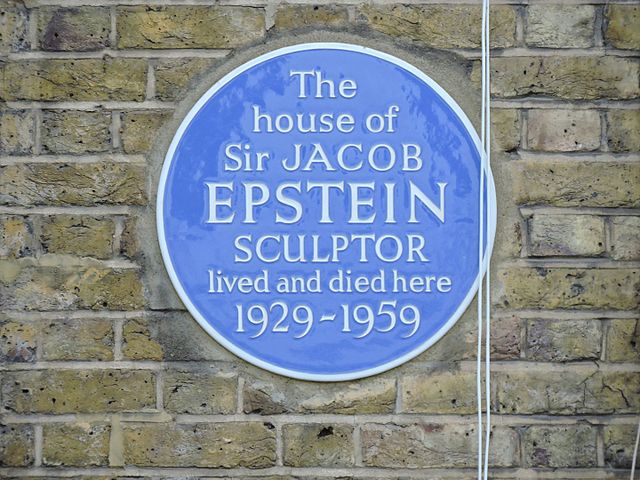 The
house of
Sir JACOB
EPSTEIN
SCULPTOR
lived and died here
1929-1959